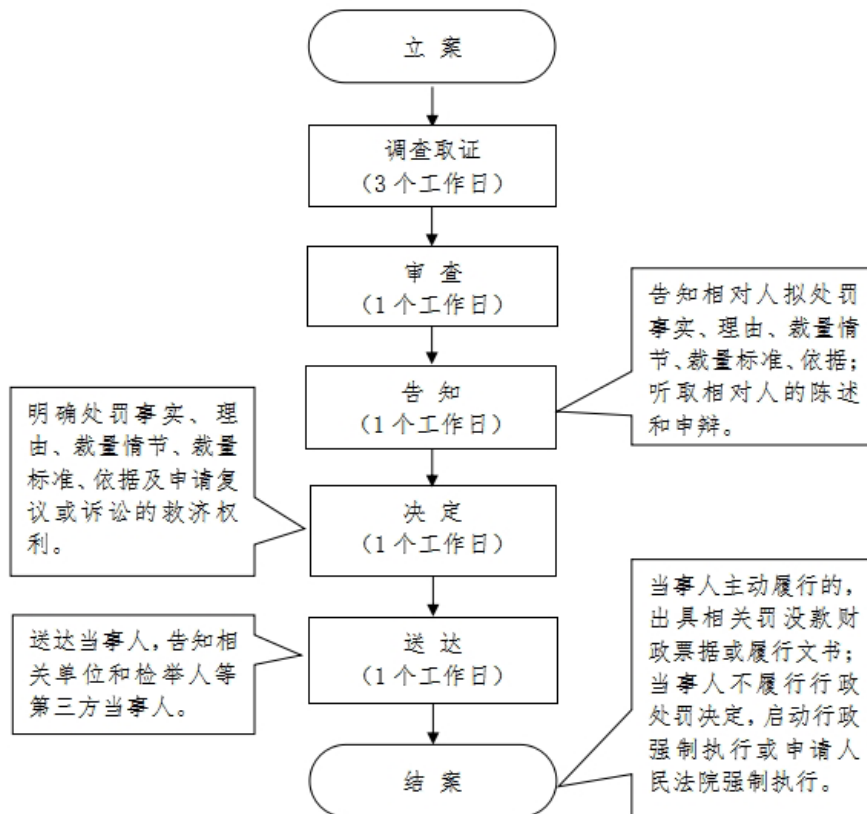 立 案
调查取证
（3 个工作日）
审 查
（1 个工作日）
告知相对人拟处罚
事实、理由、裁量情
节、裁量标准、依据；
听取相对人的陈述
和申辩。
告 知
（1 个工作日）
明确处罚事实、理
由、裁量情节、裁量
标准、依据及申请复
议或诉讼的救济权
利。
决 定
（1 个工作日）
送达当事人，告知相
关单位和检举人等
第三方当事人。
送 达
（1 个工作日）
当事人主动履行的，
出具相关罚没款财
政票据或履行文书；
当事人不履行行政
处罚决定，启动行政
强制执行或申请人
民法院强制执行。
结 案